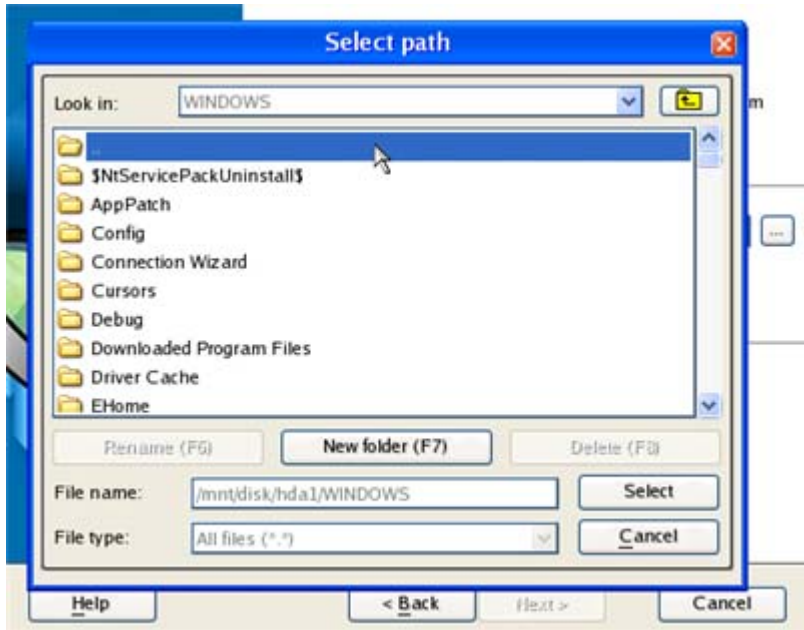 Select path
m
Look in:
WINDOWS
..
$NtServicePackUninstall$
AppPatch
Config
Connection Wizard
Cursors
Debug
Downloaded Program Files
Driver Cache
EHome
Rename (F6)
New folder (F7)
Delete (F8)
File name:
/mnt/disk/hda1/WINDOWS
Select
File type:
All files (*.*)
Cancel
...
Help
< Back
Next >
Cancel